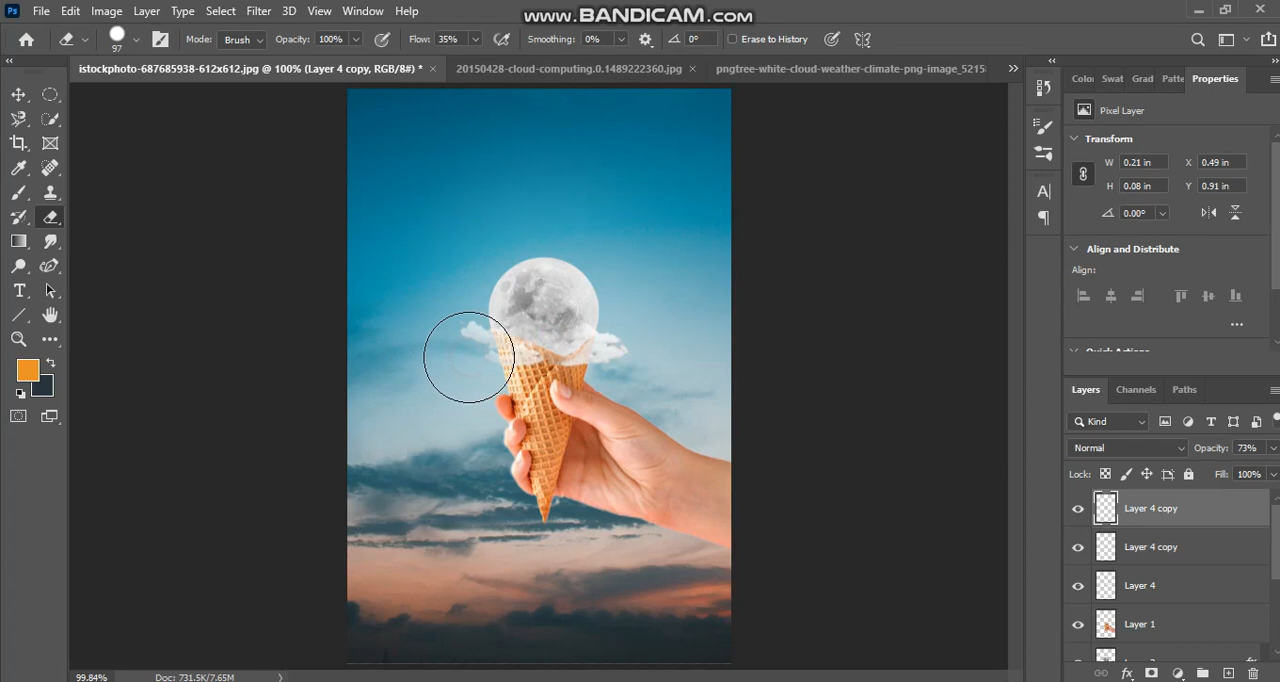 Ps File Edit Image Layer Type Select Filter 3D View Window Help
www.BANDICAM.com
97 Mode: Brush Opacity: 100% Flow: 35% Smoothing: 0% 0° Erase to History
istockphoto-687685938-612x612.jpg @ 100% (Layer 4 copy, RGB/8#) *
20150428-cloud-computing.0.1489222360.jpg
pngtree-white-cloud-weather-climate-png-image_5215
Color Swat Grad Patte Properties
Pixel Layer
Transform
W 0.21 in X 0.49 in
H 0.08 in Y 0.91 in
0.00°
Align and Distribute
Align:
Quick Actions
Layers Channels Paths
Kind
Normal Opacity: 73%
Lock: Fill: 100%
Layer 4 copy
Layer 4 copy
Layer 4
Layer 1
99.84% Doc: 731.5K/7.65M